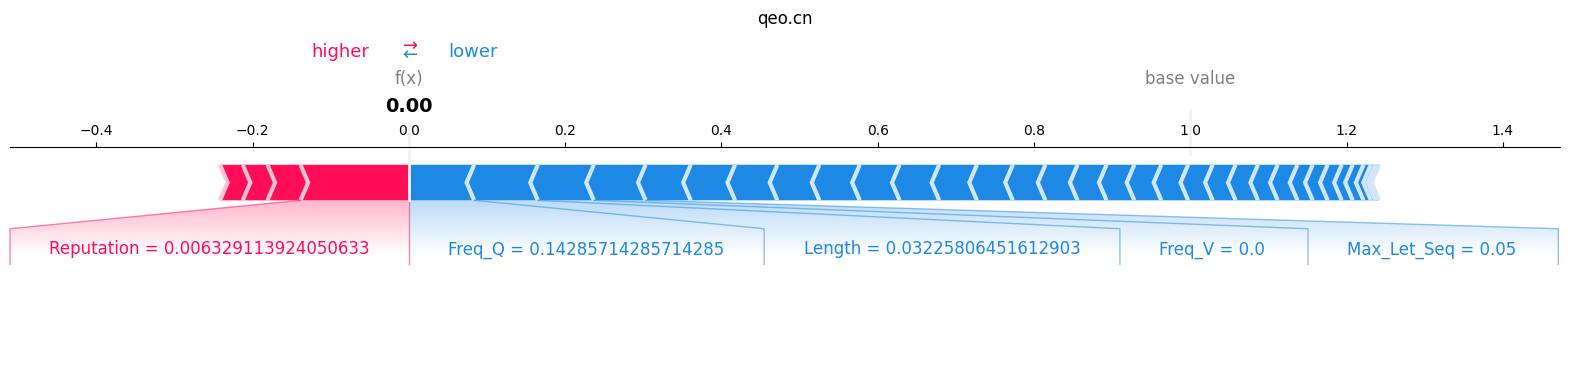 qeo.cn
higher ⇄ lower
f(x) base value
0.00
−0.4 −0.2 0 0 0.2 0.4 0.6 0.8 1 0 1.2 1.4
Reputation = 0.006329113924050633 Freq_Q = 0.14285714285714285 Length = 0.03225806451612903 Freq_V = 0.0 Max_Let_Seq = 0.05